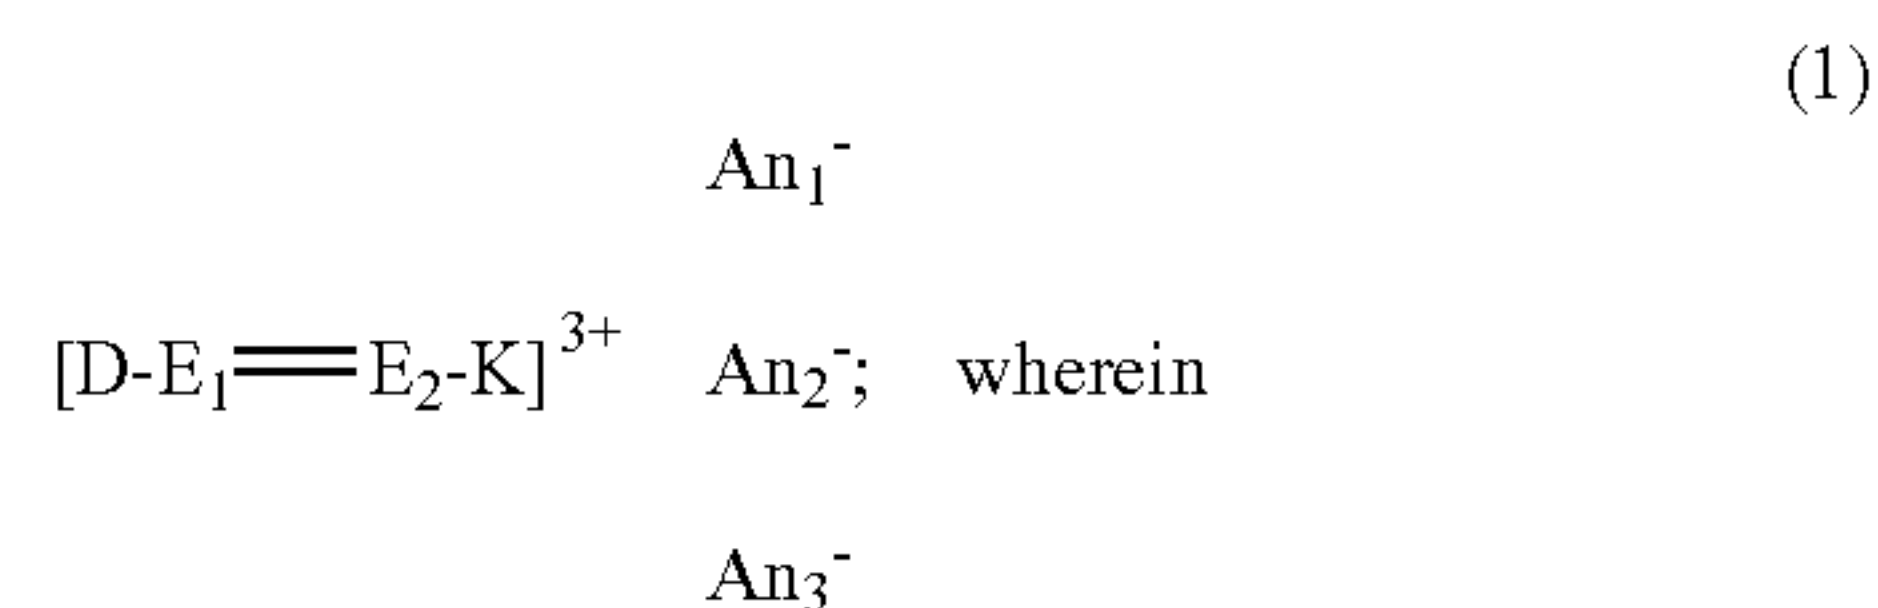 (1)
An₁⁻
[D-E₁══E₂-K]³⁺ An₂⁻; wherein
An₃⁻